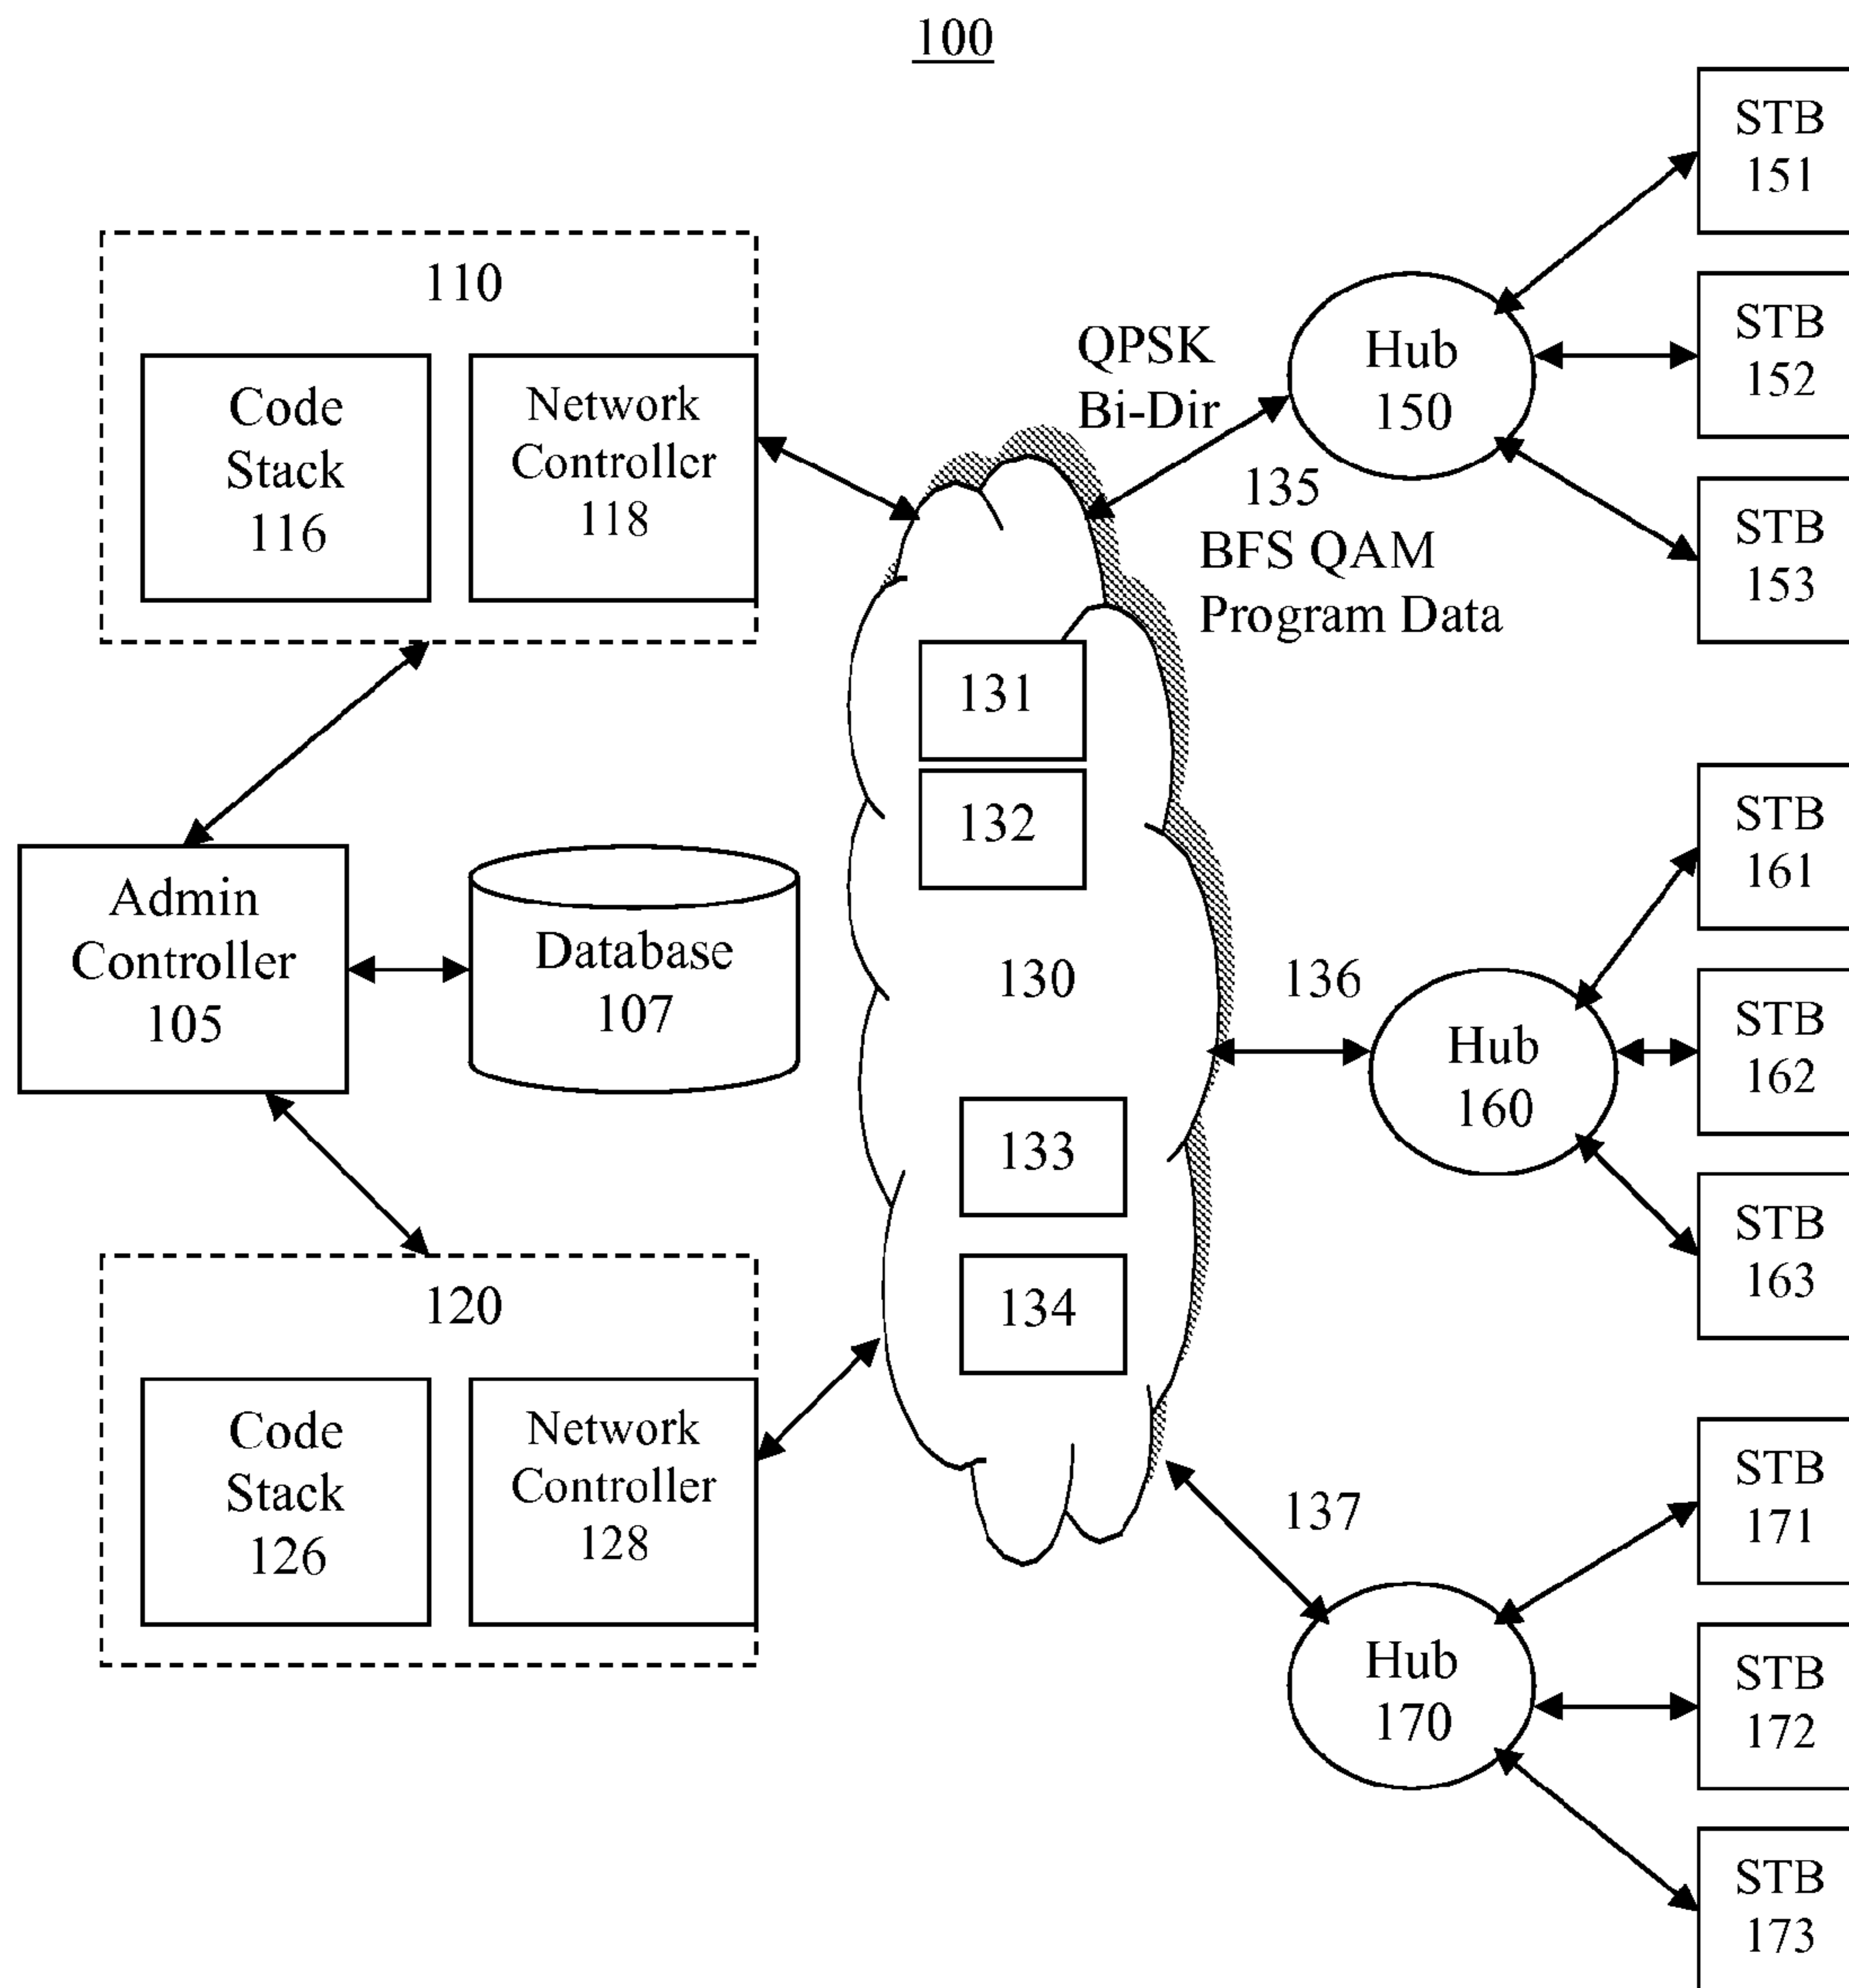 100
110
Code
Stack
116
Network
Controller
118
Admin
Controller
105
Database
107
120
Code
Stack
126
Network
Controller
128
131
132
130
133
134
QPSK
Bi-Dir
135
BFS QAM
Program Data
136
137
Hub
150
Hub
160
Hub
170
STB
151
STB
152
STB
153
STB
161
STB
162
STB
163
STB
171
STB
172
STB
173